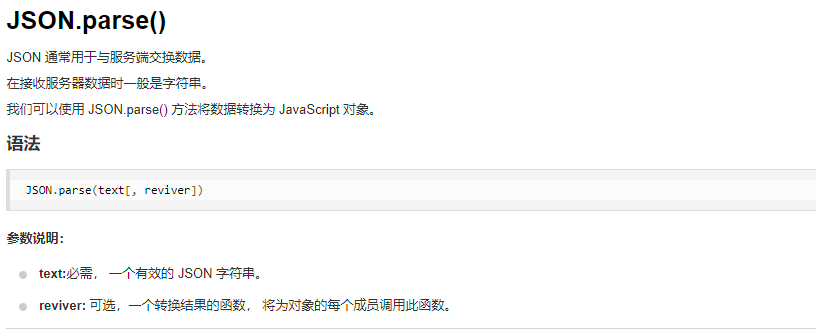 JSON.parse()
JSON 通常用于与服务端交换数据。
在接收服务器数据时一般是字符串。
我们可以使用 JSON.parse() 方法将数据转换为 JavaScript 对象。
语法
JSON.parse(text[, reviver])
参数说明：
text:必需， 一个有效的 JSON 字符串。
reviver: 可选，一个转换结果的函数， 将为对象的每个成员调用此函数。